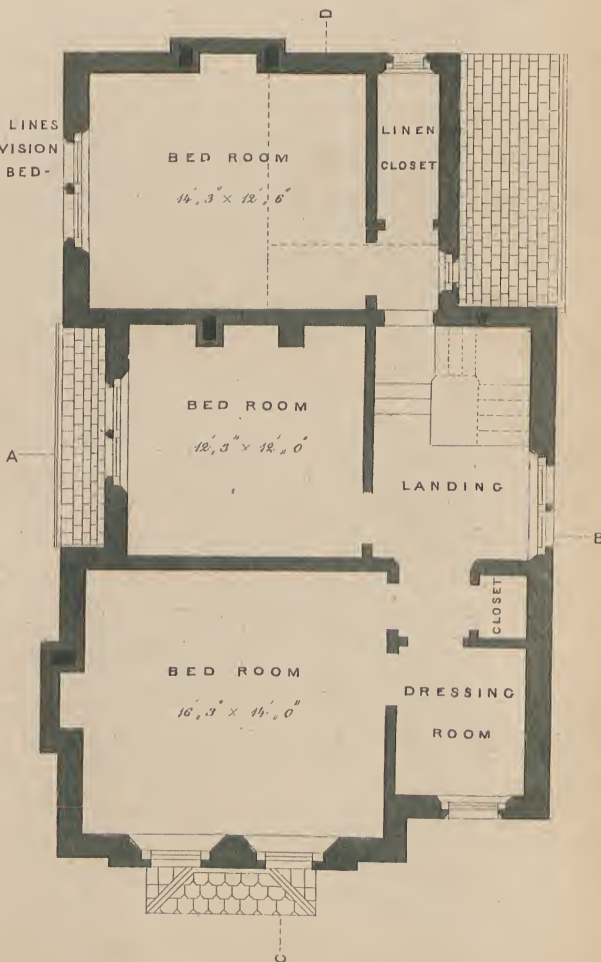 D
LINES
VISION
BED-
BED ROOM
14', 3" × 12', 6"
LINEN
CLOSET
BED ROOM
12', 3" × 12', 0"
A
LANDING
B
CLOSET
BED ROOM
16', 3" × 14', 0"
DRESSING
ROOM
C